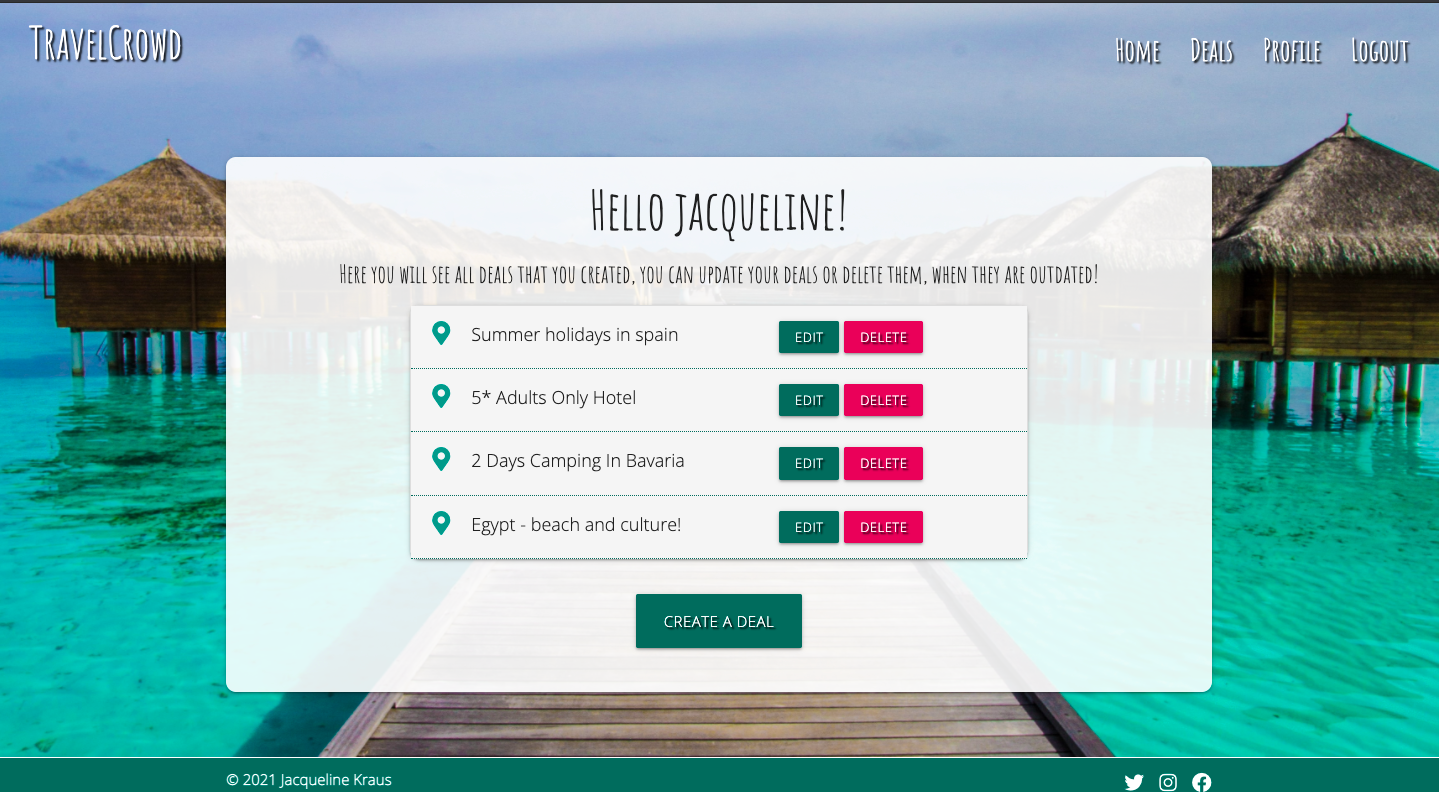 TravelCrowd
Home Deals Profile Logout
Hello jacqueline!
Here you will see all deals that you created, you can update your deals or delete them, when they are outdated!
Summer holidays in spain EDIT DELETE
5* Adults Only Hotel EDIT DELETE
2 Days Camping In Bavaria EDIT DELETE
Egypt - beach and culture! EDIT DELETE
CREATE A DEAL
© 2021 Jacqueline Kraus